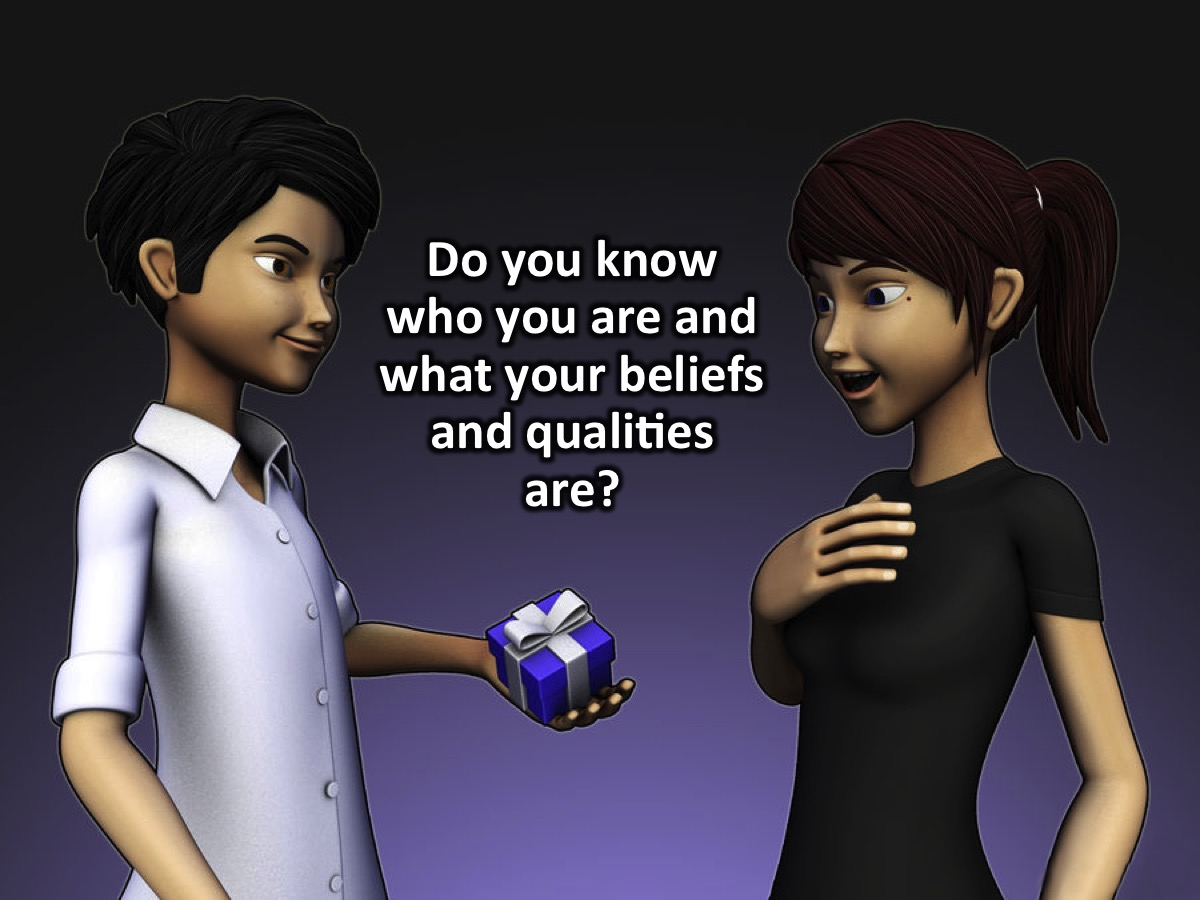 Do you know
who you are and
what your beliefs
and qualities
are?